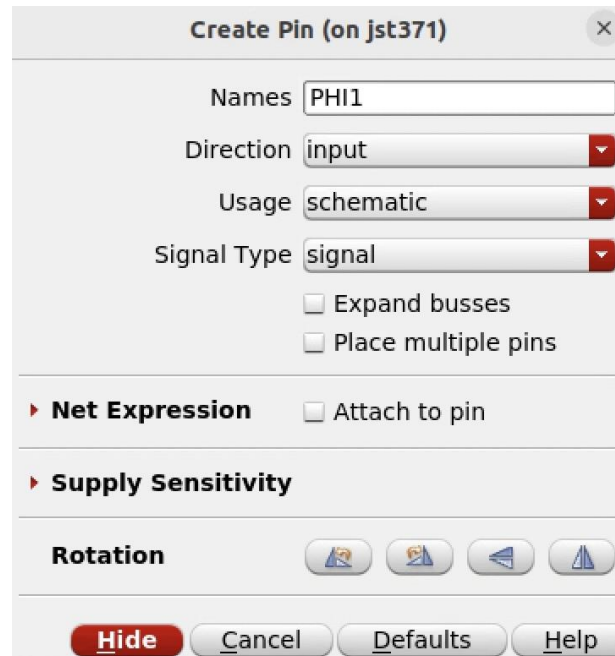 Create Pin (on jst371)
Names PHI1
Direction input
Usage schematic
Signal Type signal
Expand busses
Place multiple pins
Net Expression Attach to pin
Supply Sensitivity
Rotation
Hide Cancel Defaults Help